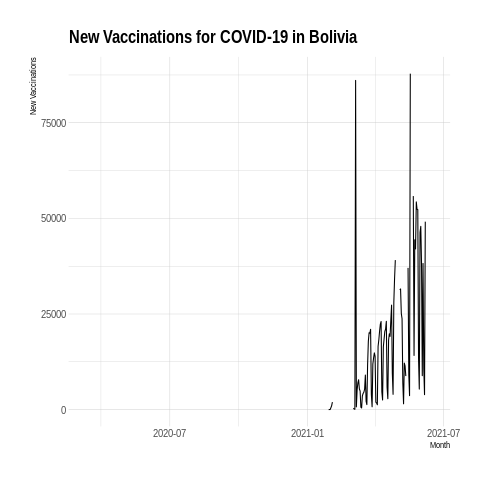 New Vaccinations for COVID-19 in Bolivia
New Vaccinations
75000
50000
25000
0
2020-07
2021-01
2021-07
Month